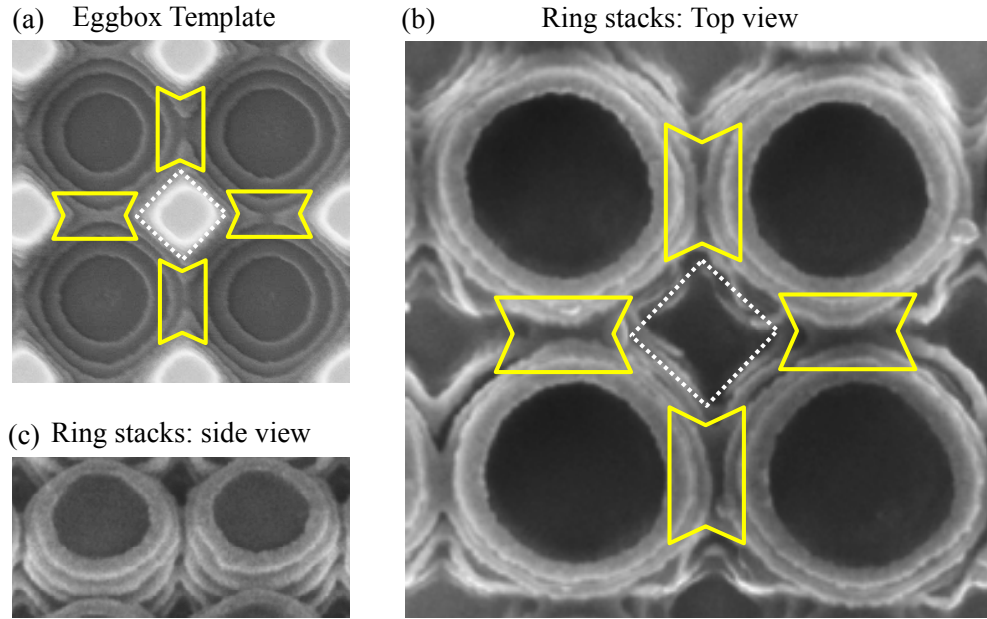 (a) Eggbox Template
(b) Ring stacks: Top view
(c) Ring stacks: side view